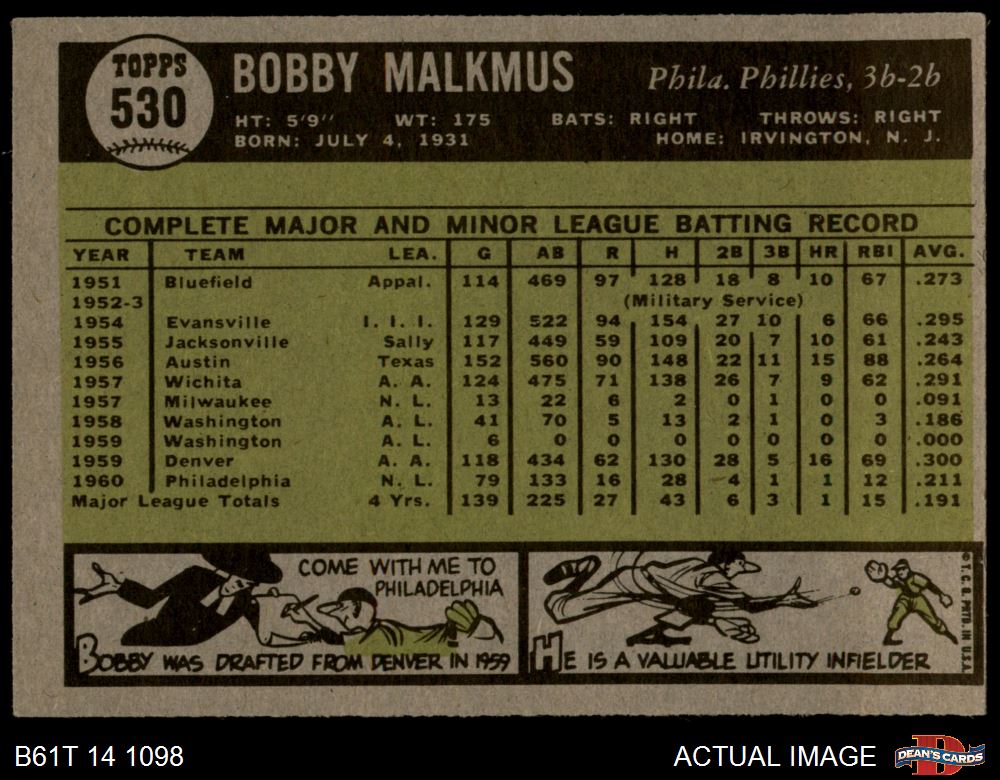 TOPPS
530
BOBBY MALKMUS
Phila. Phillies, 3b-2b
HT: 5'9" WT: 175 BATS: RIGHT THROWS: RIGHT
BORN: JULY 4, 1931 HOME: IRVINGTON, N. J.
COMPLETE MAJOR AND MINOR LEAGUE BATTING RECORD
YEAR TEAM LEA. G AB R H 2B 3B HR RBI AVG.
1951 Bluefield Appal. 114 469 97 128 18 8 10 67 .273
1952-3 (Military Service)
1954 Evansville I. I. I. 129 522 94 154 27 10 6 66 .295
1955 Jacksonville Sally 117 449 59 109 20 7 10 61 .243
1956 Austin Texas 152 560 90 148 22 11 15 88 .264
1957 Wichita A. A. 124 475 71 138 26 7 9 62 .291
1957 Milwaukee N. L. 13 22 6 2 0 1 0 0 .091
1958 Washington A. L. 41 70 5 13 2 1 0 3 .186
1959 Washington A. L. 6 0 0 0 0 0 0 0 .000
1959 Denver A. A. 118 434 62 130 28 5 16 69 .300
1960 Philadelphia N. L. 79 133 16 28 4 1 1 12 .211
Major League Totals 4 Yrs. 139 225 27 43 6 3 1 15 .191
COME WITH ME TO
PHILADELPHIA
BOBBY WAS DRAFTED FROM DENVER IN 1959
HE IS A VALUABLE UTILITY INFIELDER
© T. C. G. PRTD. IN U.S.A.
B61T 14 1098
ACTUAL IMAGE
D
DEAN'S CARDS